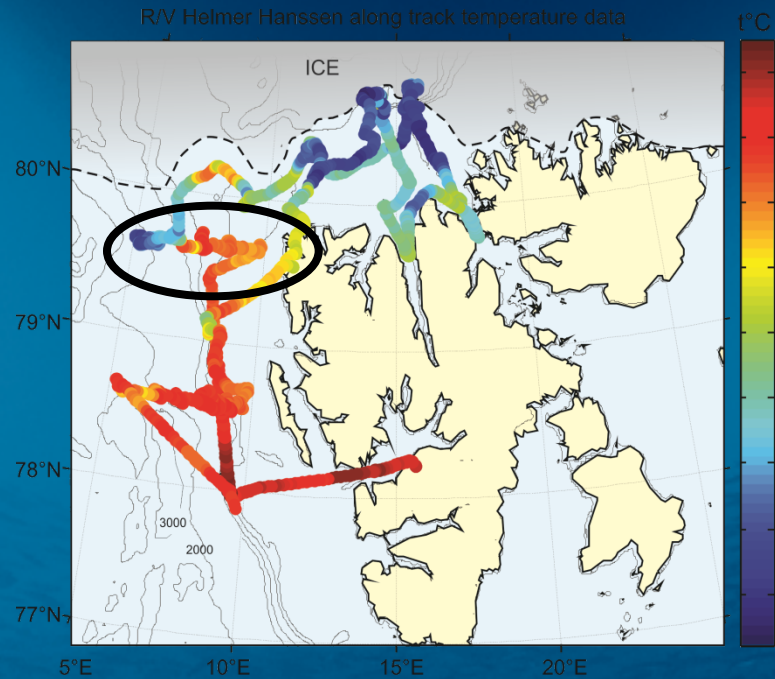 R/V Helmer Hanssen along track temperature data
t°C
ICE
80°N
79°N
78°N
3000
2000
77°N
5°E
10°E
15°E
20°E